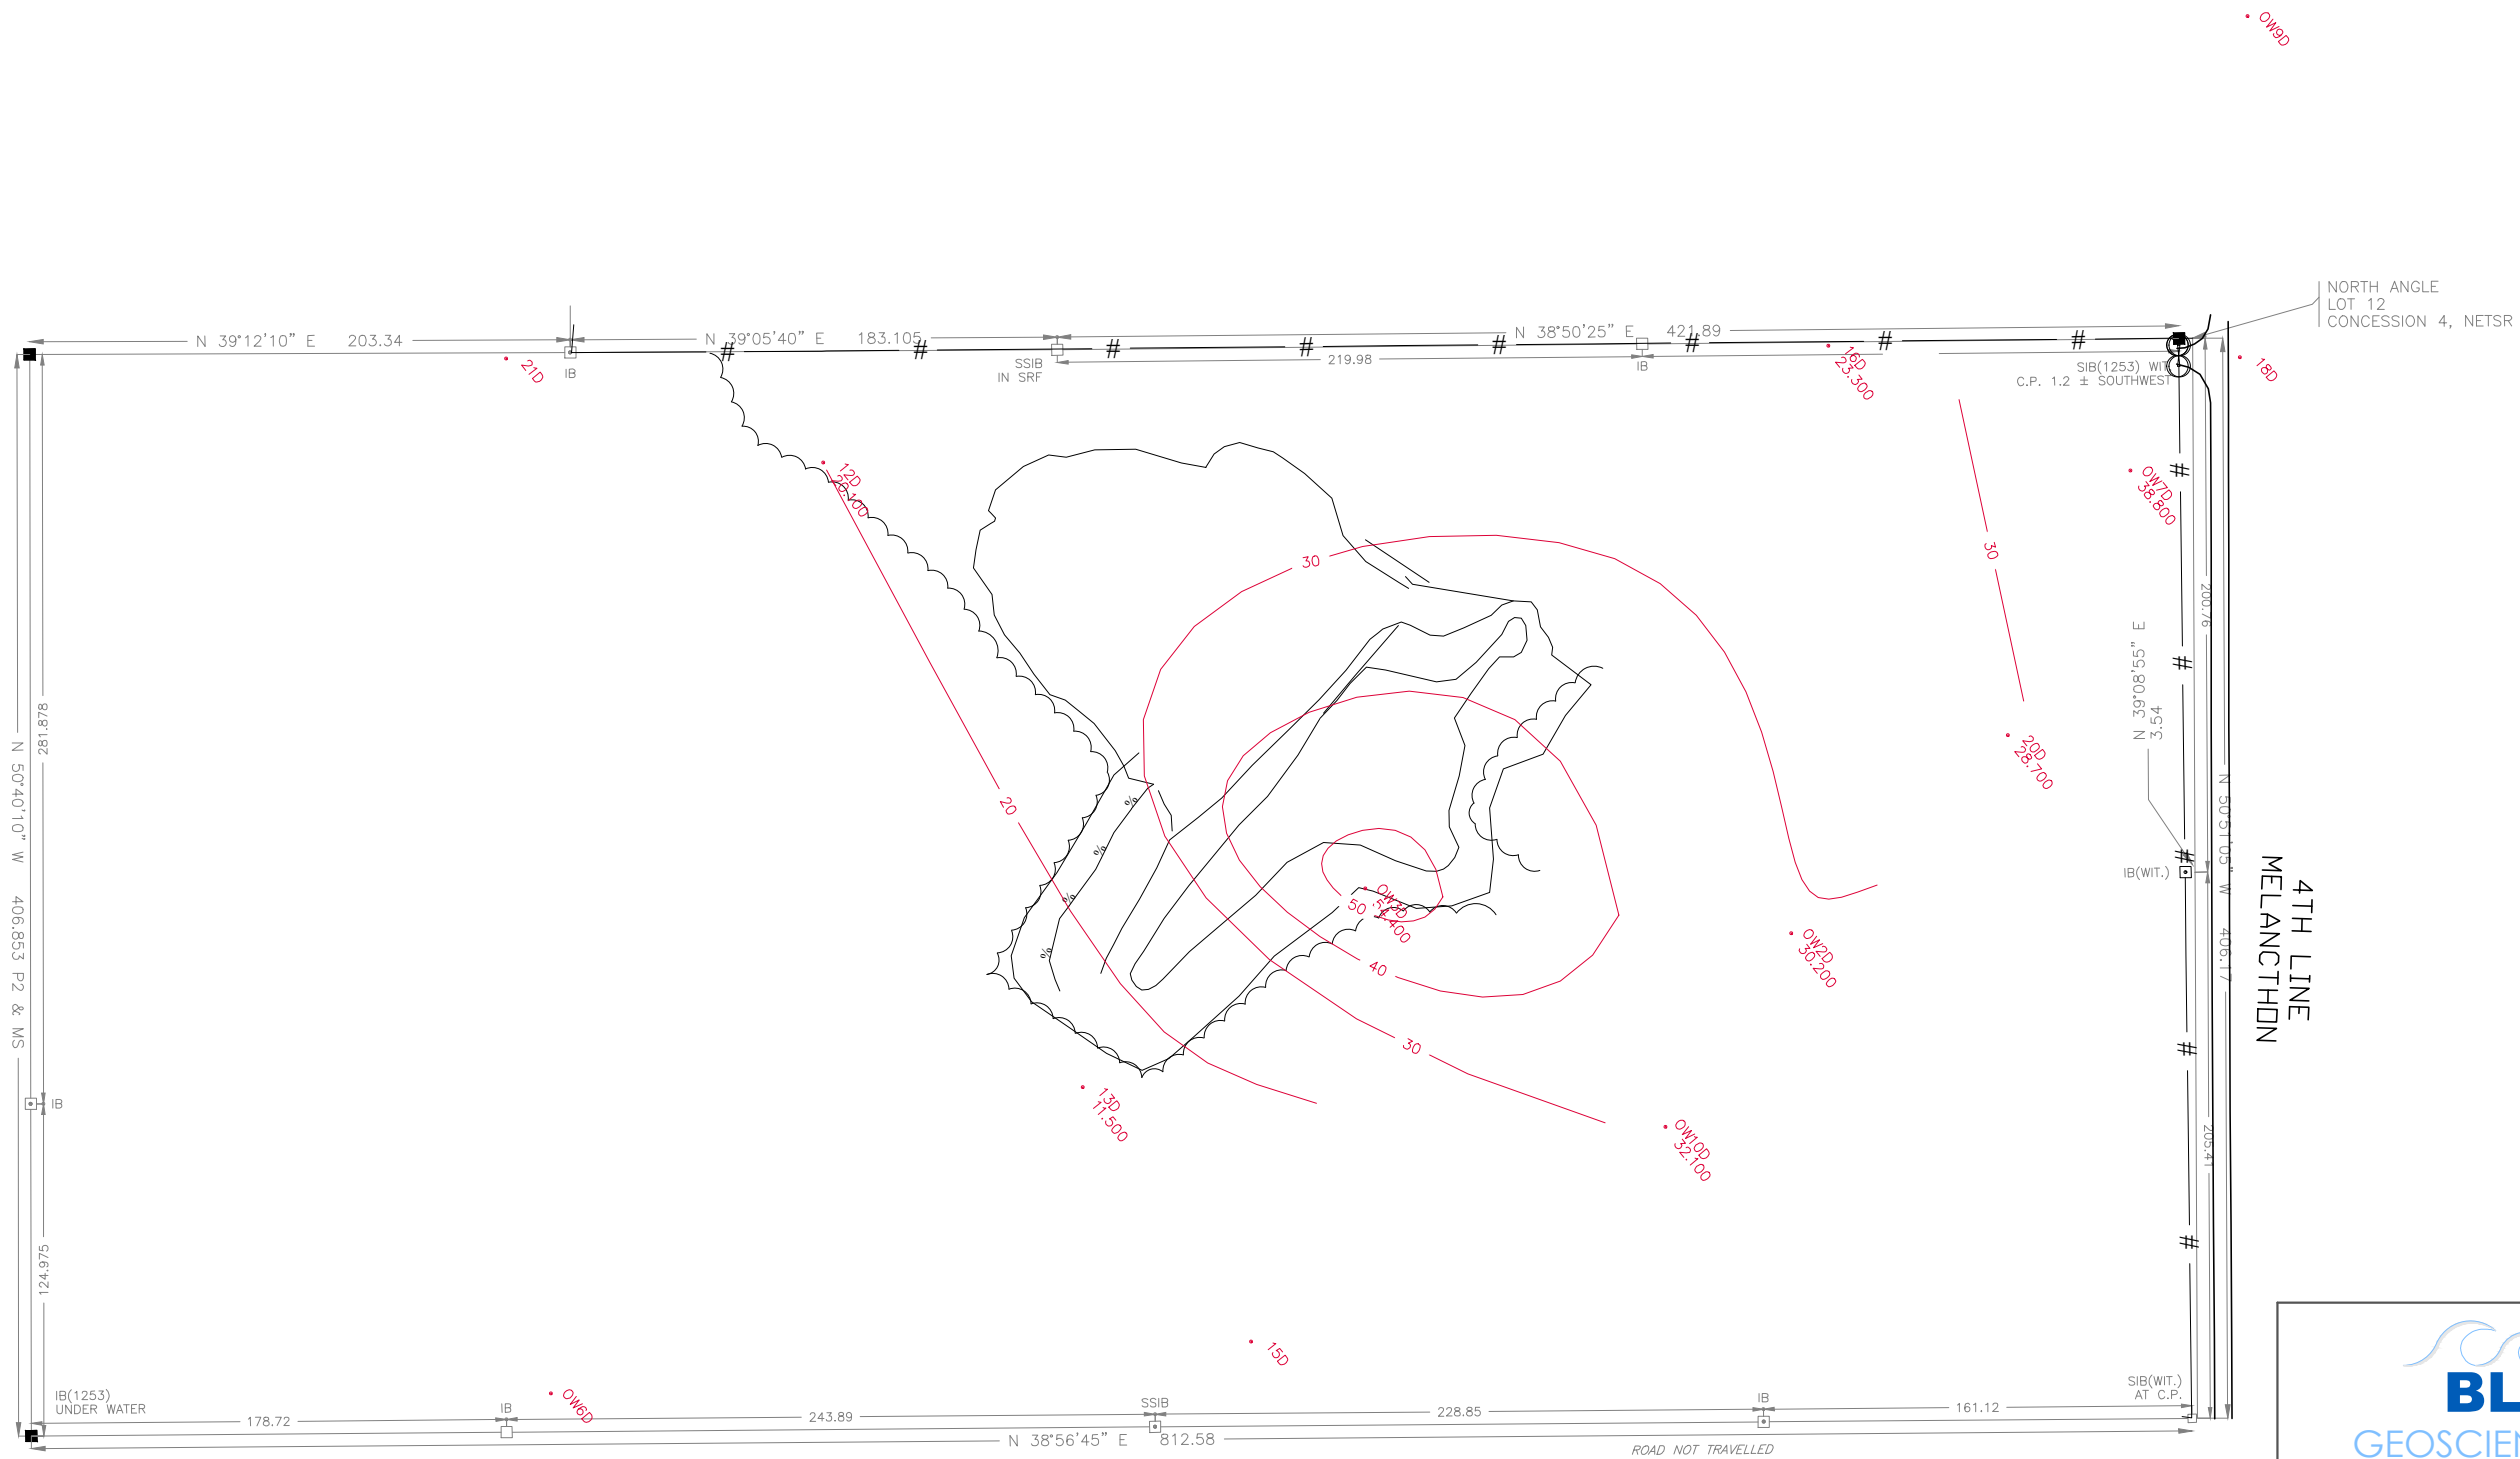 OW9D
NORTH ANGLE
LOT 12
CONCESSION 4, NETSR
N 39°12'10" E 203.34
N 39°05'40" E 183.105
N 38°50'25" E 421.89
219.98
21D
IB
SSIB
IN SRF
IB
16D
23.300
SIB(1253) WIT
C.P. 1.2 ± SOUTHWEST
18D
12D
20.100
OW7D
38.800
30
30
200.76
N 39°08'55" E
3.54
281.878
N 50°40'10" W 406.853 P2 & MS
20D
28.700
20
%
%
%
%
N 50°51'05" W 406.17
IB(WIT.)
4TH LINE
MELANCTHON
OW3D
50
40
OW2D
30.200
30
IB
13D
11.500
OW10D
32.100
205.41
124.975
15D
OW6D
IB(1253)
UNDER WATER
IB
SSIB
IB
SIB(WIT.)
AT C.P.
178.72
243.89
228.85
161.12
N 38°56'45" E 812.58
ROAD NOT TRAVELLED
BL
GEOSCIEN